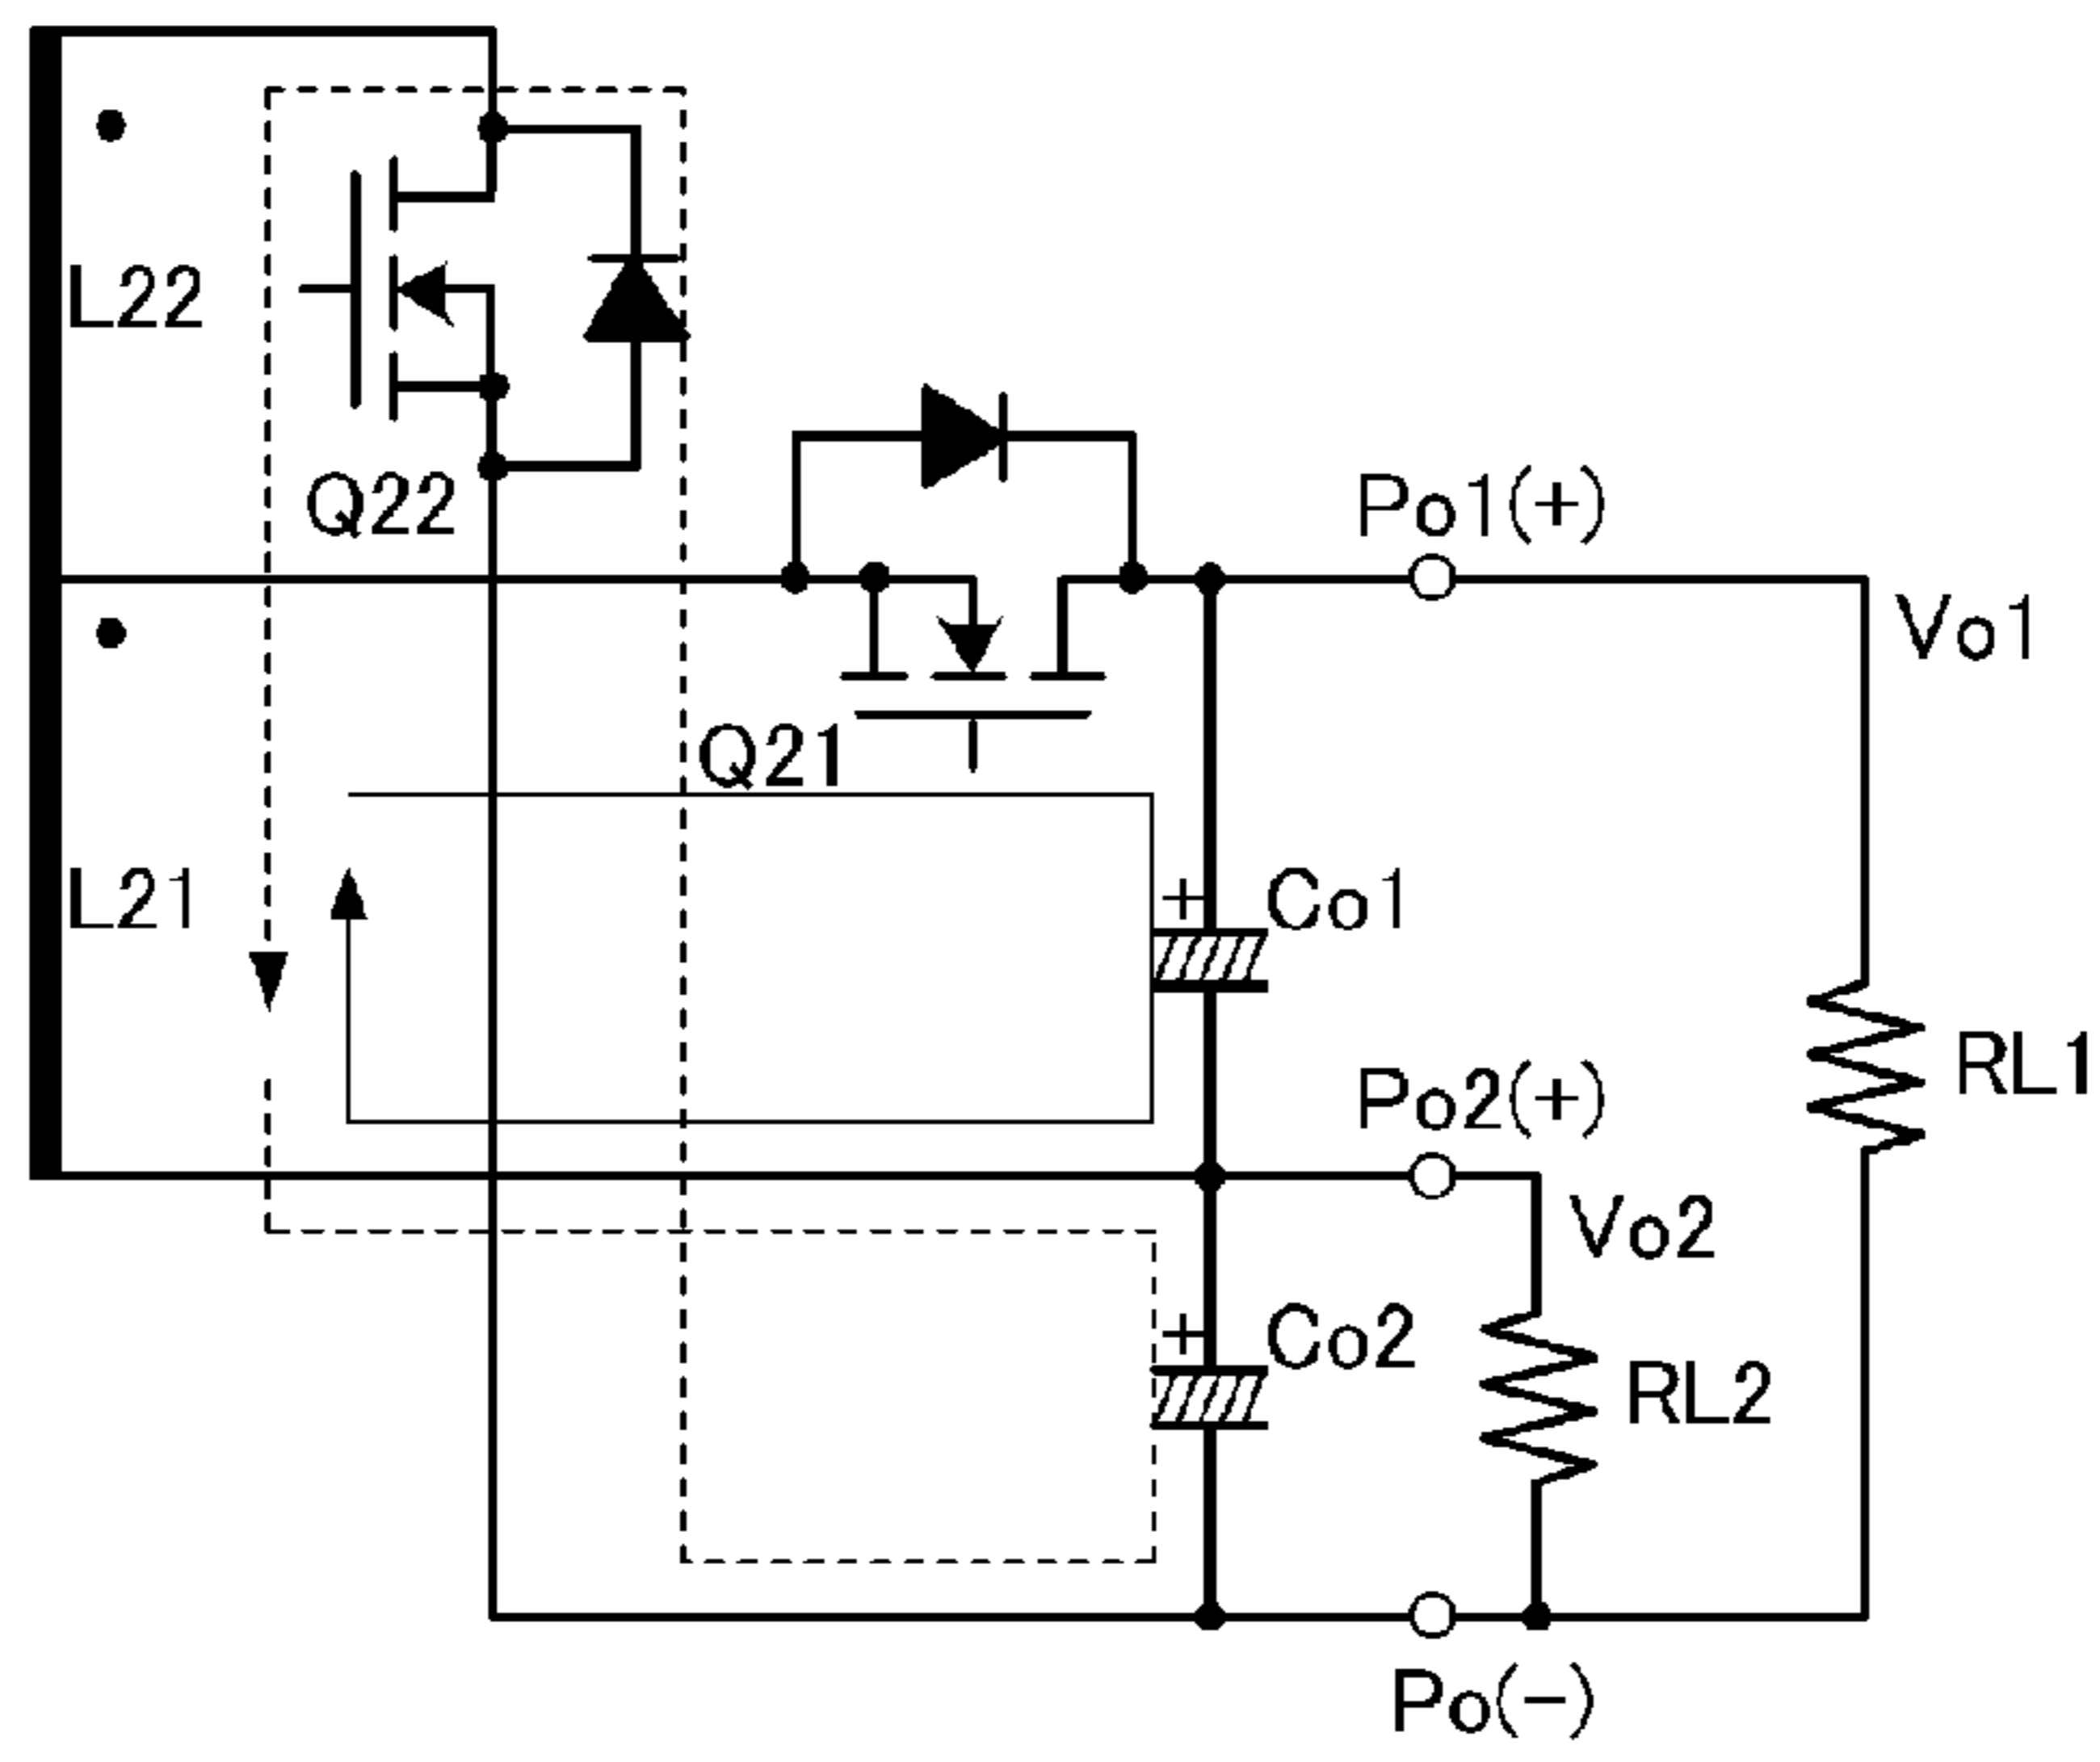 L22
Q22
Po1(+)
Vo1
Q21
L21
+
Co1
RL1
Po2(+)
Vo2
+
Co2
RL2
Po(-)